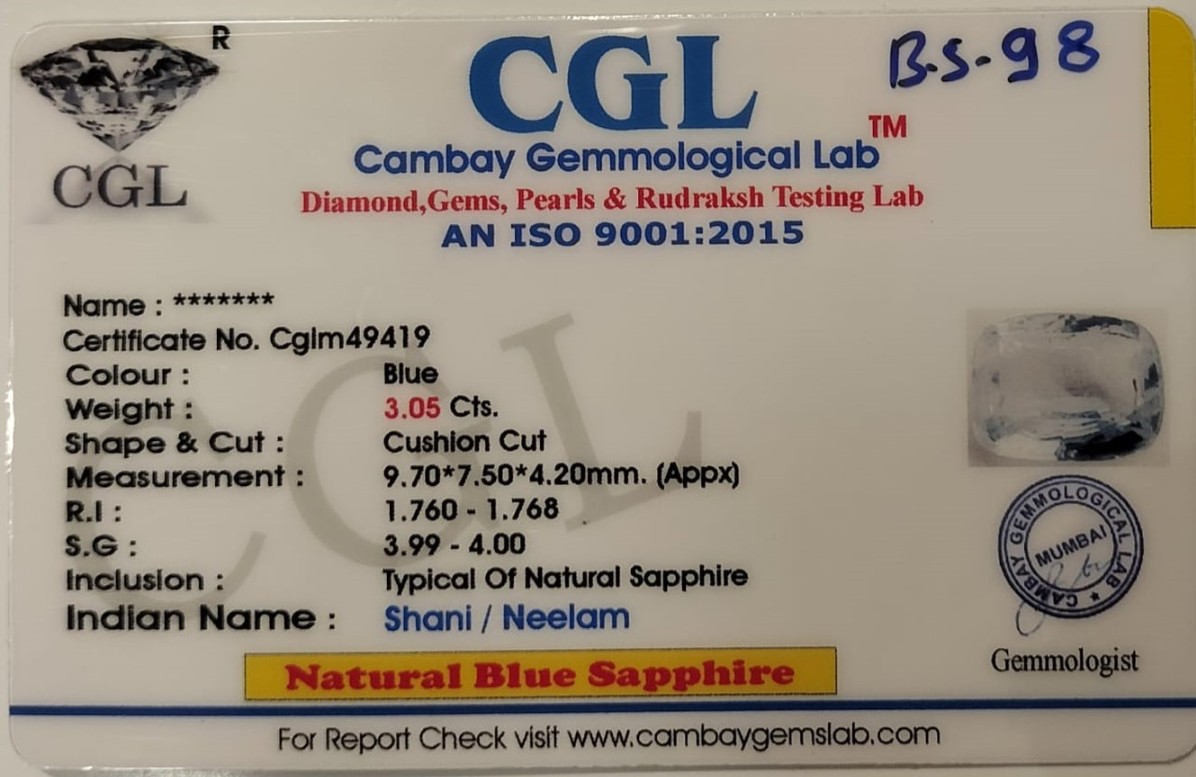 R
CGL
B.S-98
CGL
TM
Cambay Gemmological Lab
Diamond,Gems, Pearls & Rudraksh Testing Lab
AN ISO 9001:2015
Name : *******
Certificate No. Cglm49419
Colour : Blue
Weight : 3.05 Cts.
Shape & Cut : Cushion Cut
Measurement : 9.70*7.50*4.20mm. (Appx)
R.I : 1.760 - 1.768
S.G : 3.99 - 4.00
Inclusion : Typical Of Natural Sapphire
Indian Name : Shani / Neelam
CGL
CAMBAY GEMMOLOGICAL LAB
MUMBAI
Gemmologist
Natural Blue Sapphire
For Report Check visit www.cambaygemslab.com